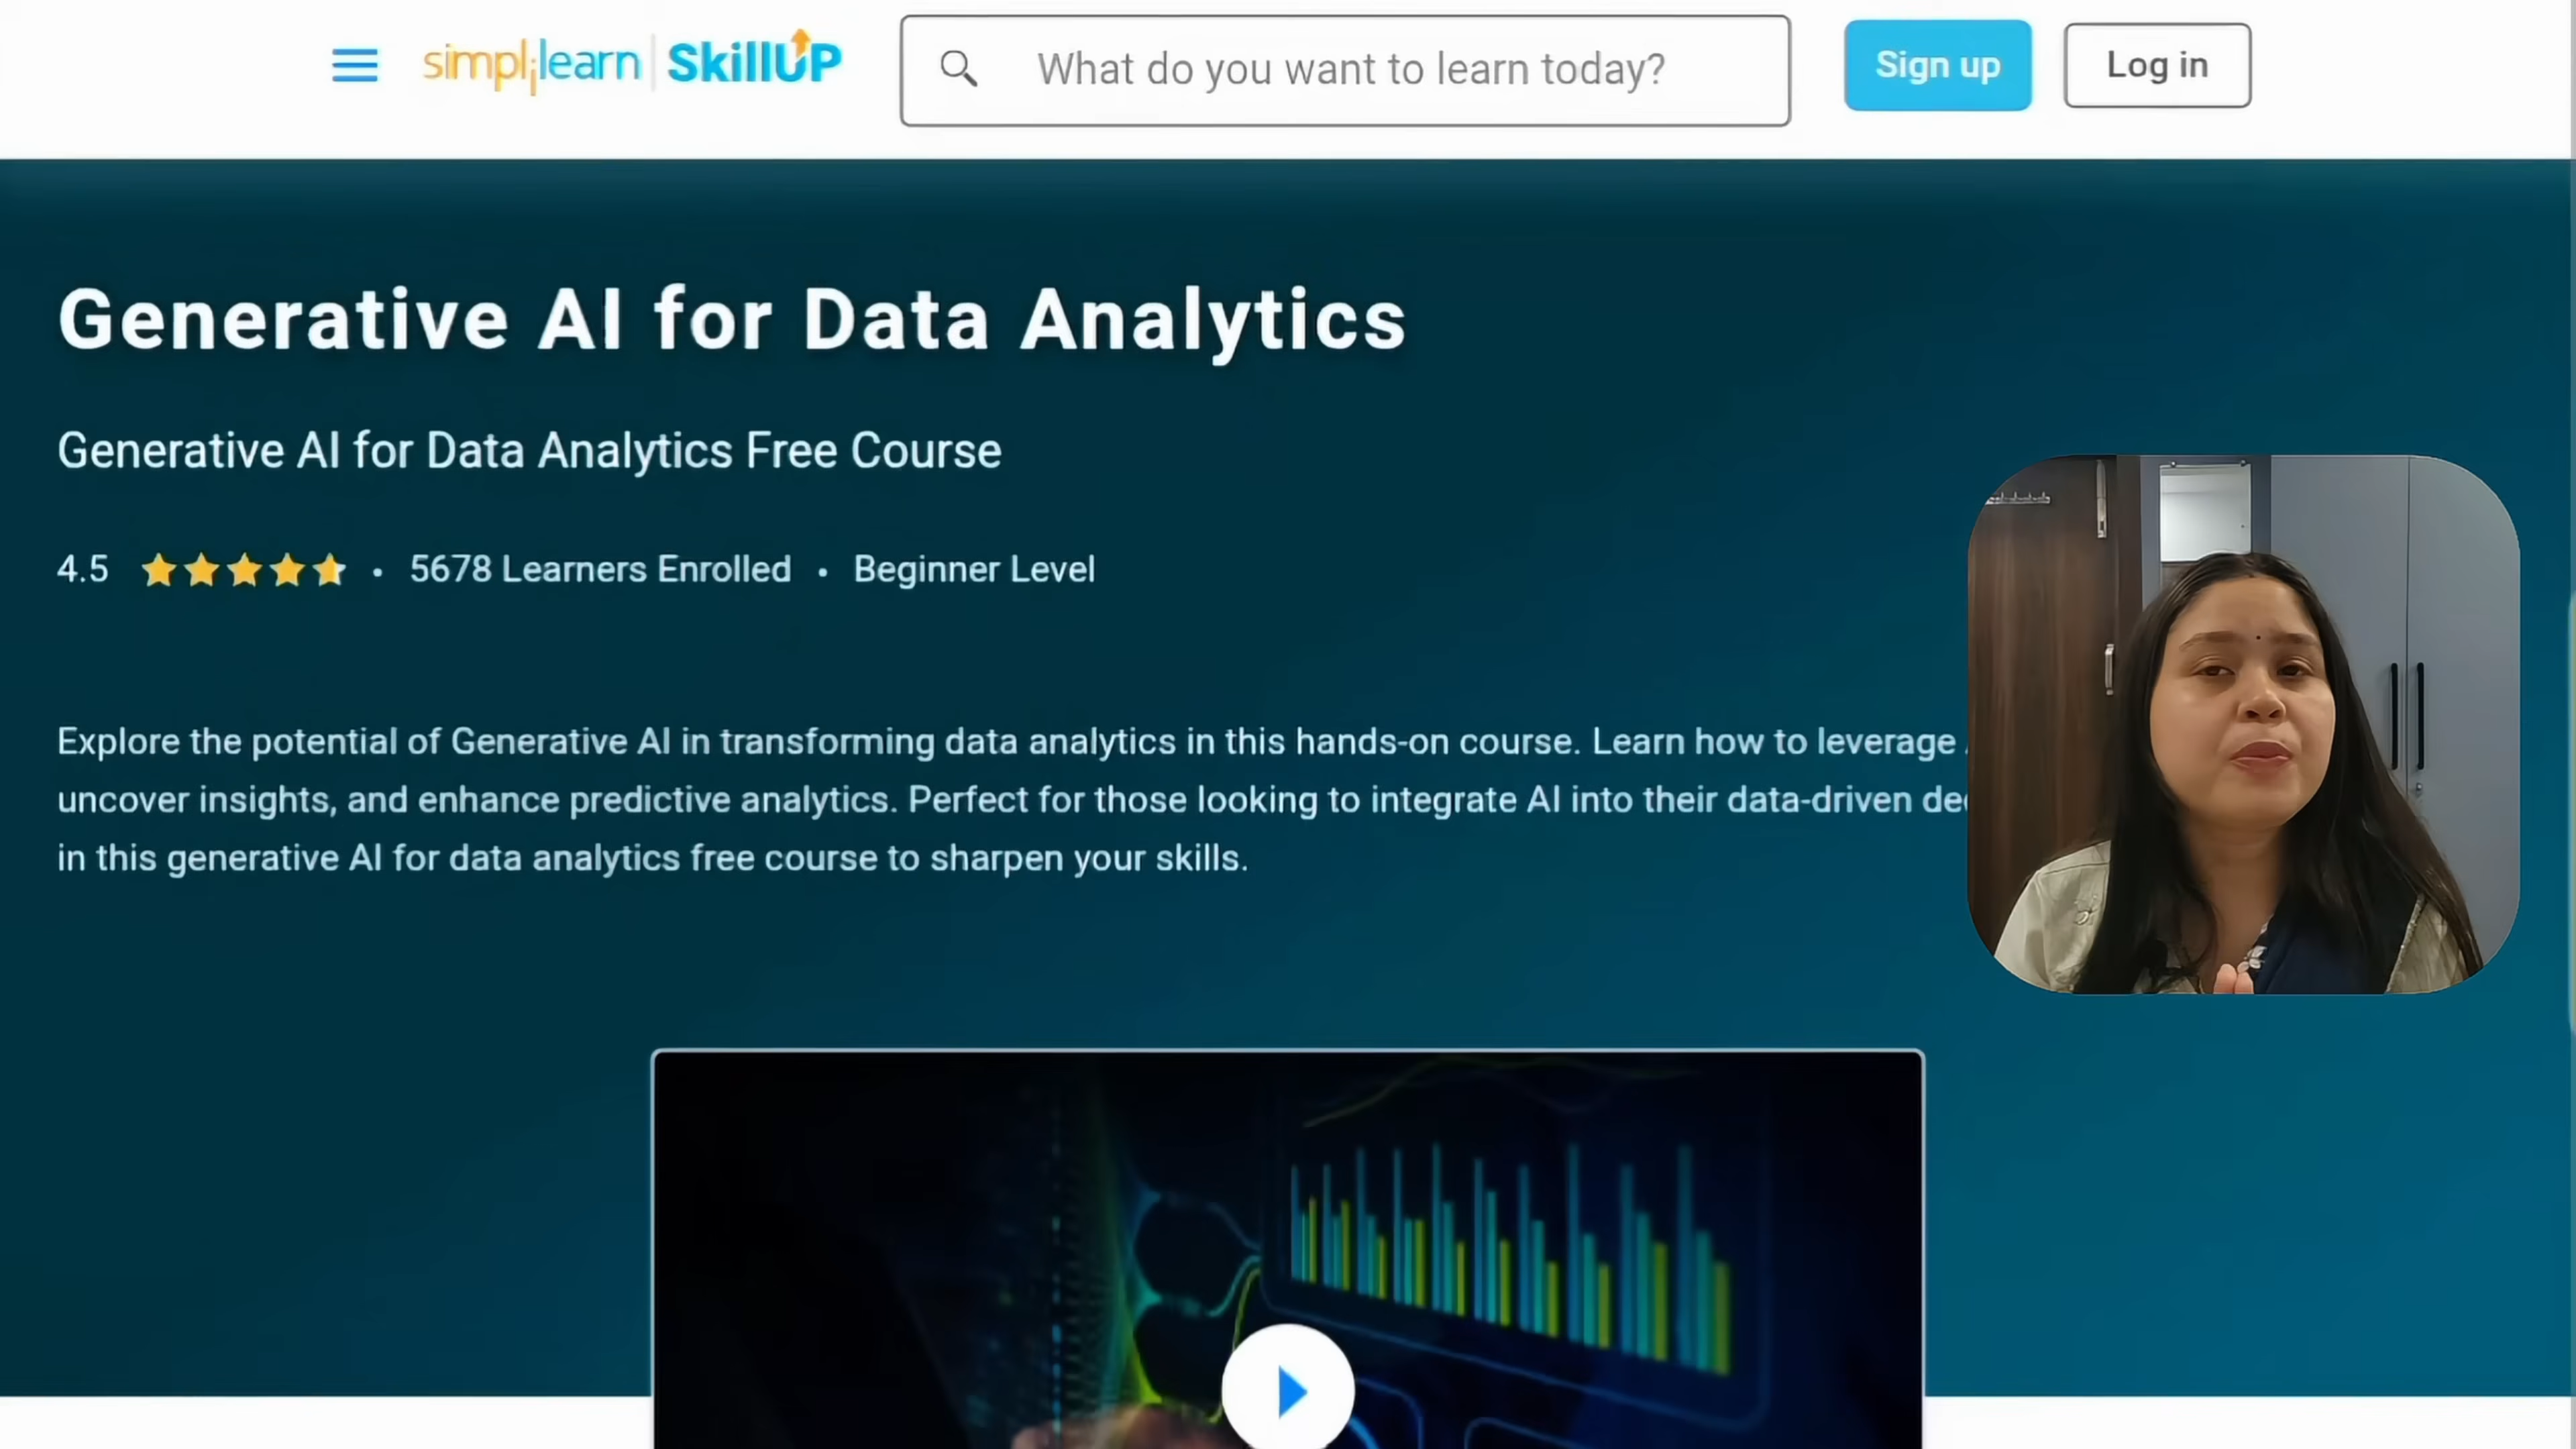 simplilearn SkillUP
What do you want to learn today?
Sign up
Log in
Generative AI for Data Analytics
Generative AI for Data Analytics Free Course
4.5 • 5678 Learners Enrolled • Beginner Level
Explore the potential of Generative AI in transforming data analytics in this hands-on course. Learn how to leverage
uncover insights, and enhance predictive analytics. Perfect for those looking to integrate AI into their data-driven
in this generative AI for data analytics free course to sharpen your skills.